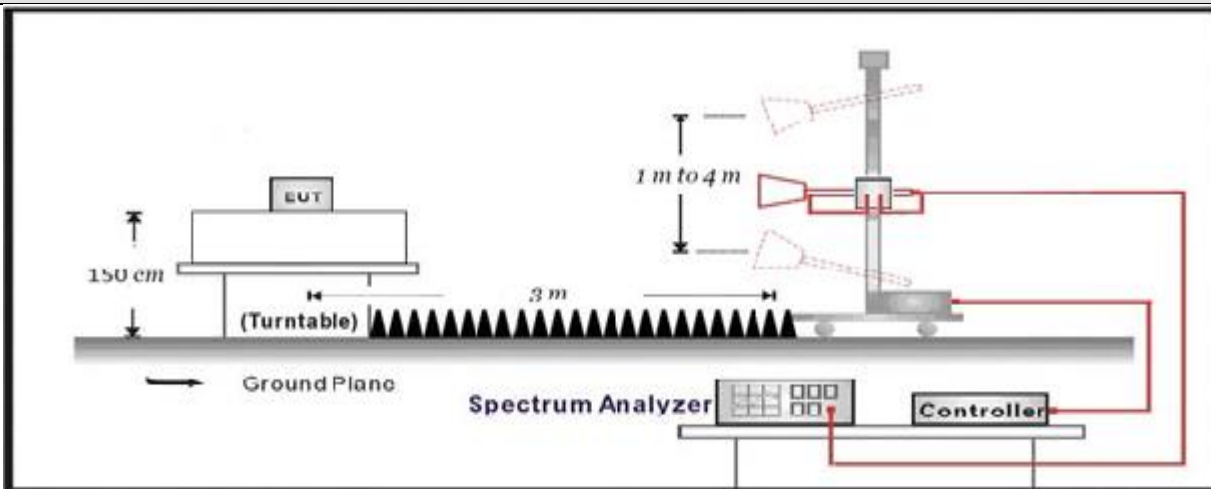 1 m to 4 m
EUT
150 cm
3 m
(Turntable)
Ground Plane
Spectrum Analyzer
Controller